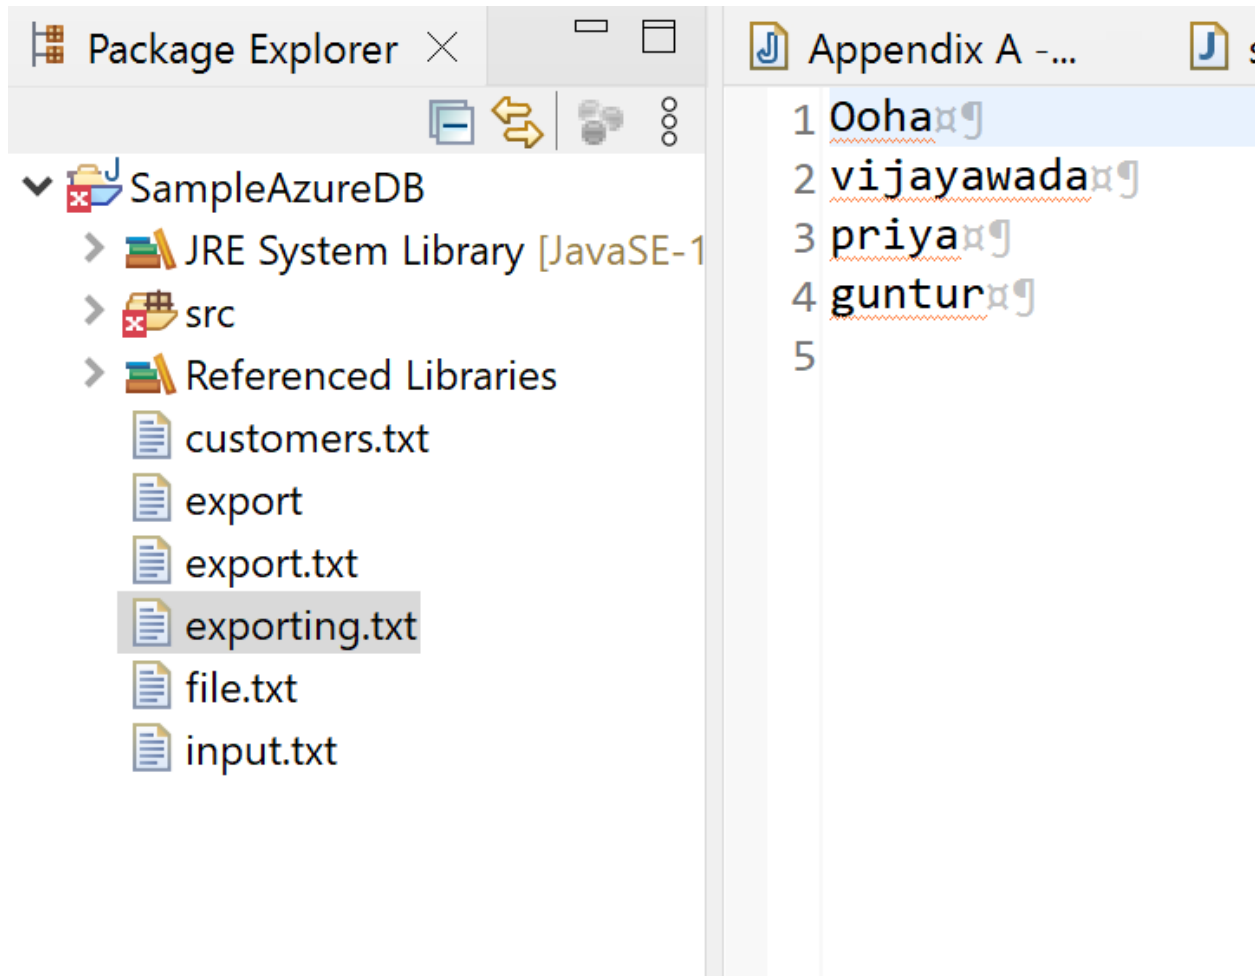 Package Explorer
SampleAzureDB
JRE System Library [JavaSE-1
src
Referenced Libraries
customers.txt
export
export.txt
exporting.txt
file.txt
input.txt
Appendix A -...
1 Ooha¤¶
2 vijayawada¤¶
3 priya¤¶
4 guntur¤¶
5